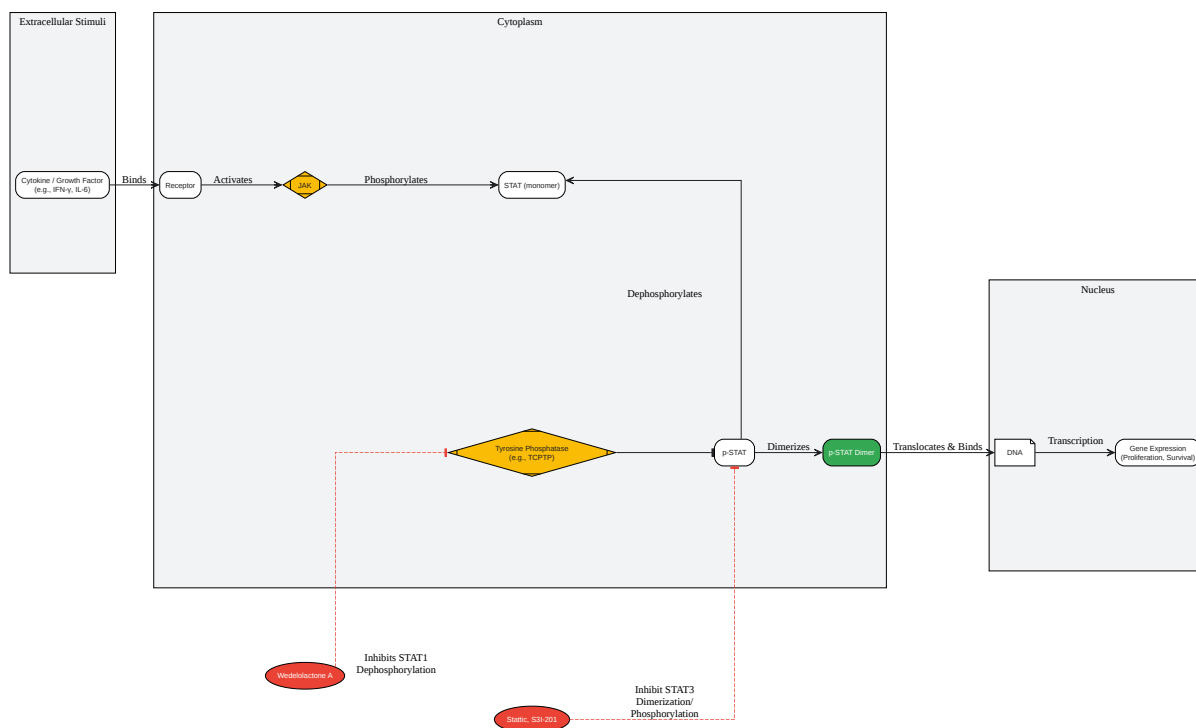 Extracellular Stimuli
Cytoplasm
Cytokine / Growth Factor
(e.g., IFN-γ, IL-6)
Binds
Receptor
Activates
JAK
Phosphorylates
STAT (monomer)
Dephosphorylates
Nucleus
Tyrosine Phosphatase
(e.g., TCPTP)
p-STAT
Dimerizes
p-STAT Dimer
Translocates & Binds
DNA
Transcription
Gene Expression
(Proliferation, Survival)
Wedelolactone A
Inhibits STAT1
Dephosphorylation
Stattic, S3I-201
Inhibit STAT3
Dimerization/
Phosphorylation